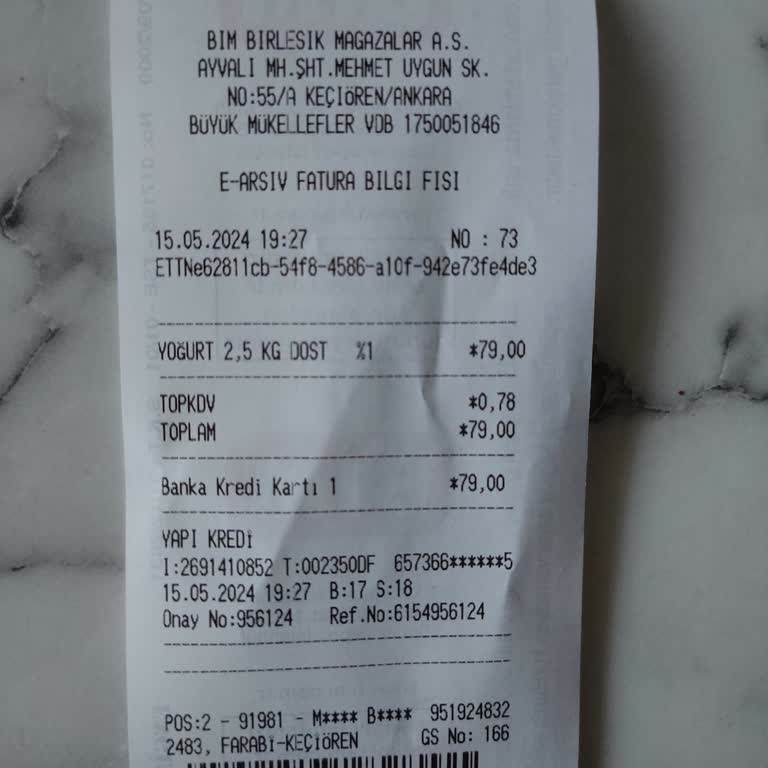 BIM BIRLESIK MAGAZALAR A.S.
AYVALI MH.ŞHT.MEHMET UYGUN SK.
NO:55/A KEÇİÖREN/ANKARA
BÜYÜK MÜKELLEFLER VDB 1750051846
E-ARSIV FATURA BILGI FISI
15.05.2024 19:27 NO : 73
ETTNe62811cb-54f8-4586-a10f-942e73fe4de3
YOĞURT 2,5 KG DOST %1 *79,00
TOPKDV *0,78
TOPLAM *79,00
Banka Kredi Kartı 1 *79,00
YAPI KREDİ
I:2691410852 T:002350DF 657366******5
15.05.2024 19:27 B:17 S:18
Onay No:956124 Ref.No:6154956124
POS:2 - 91981 - M**** B**** 951924832
2483, FARABİ-KEÇİÖREN GS No: 166